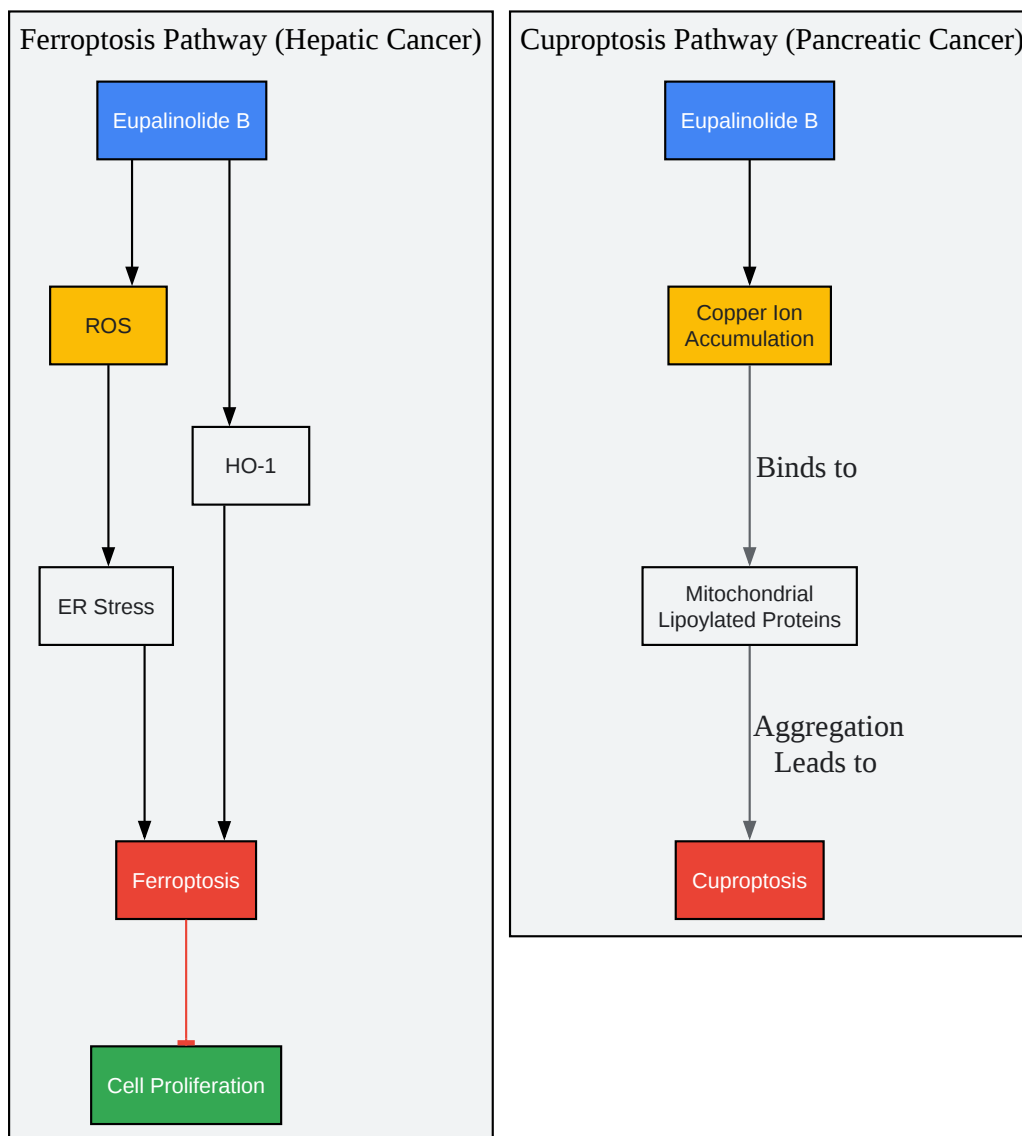 Ferroptosis Pathway (Hepatic Cancer)
Eupalinolide B
ROS
HO-1
ER Stress
Ferroptosis
Cell Proliferation
Cuproptosis Pathway (Pancreatic Cancer)
Eupalinolide B
Copper Ion
Accumulation
Binds to
Mitochondrial
Lipoylated Proteins
Aggregation
Leads to
Cuproptosis